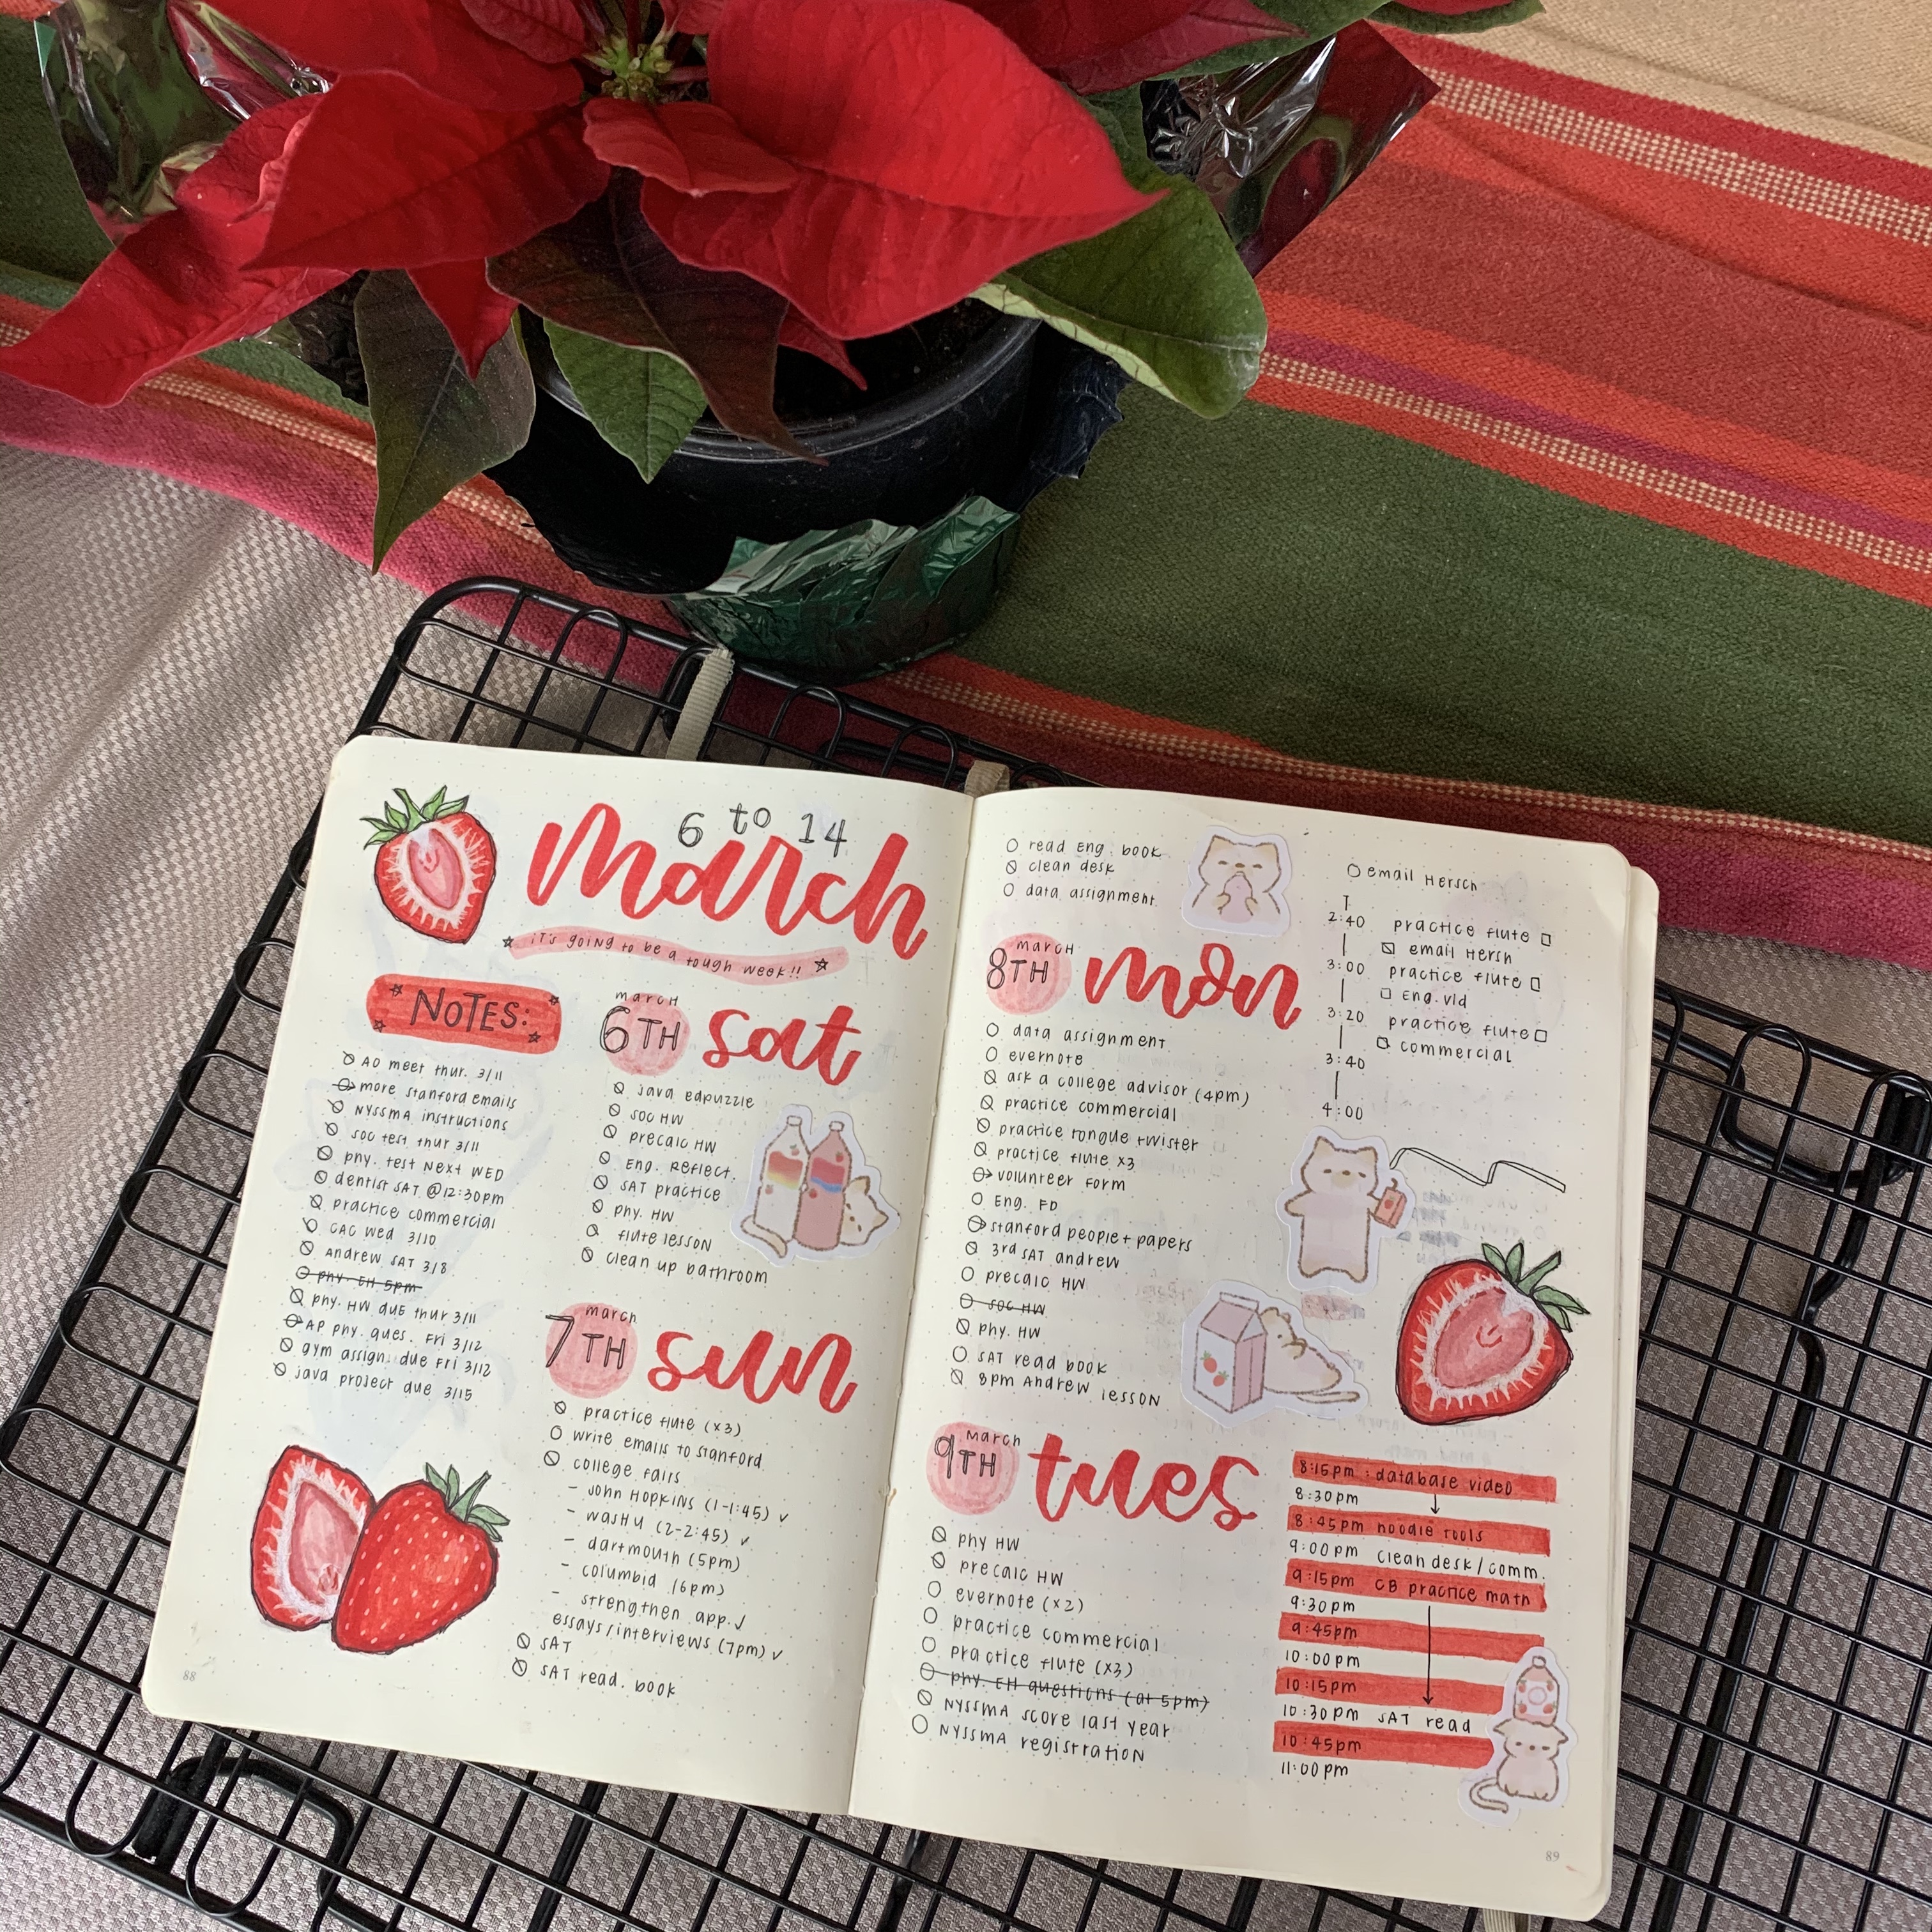 6 to 14
march
it's going to be a tough week!!
NOTES:
AO meet thur. 3/11
more stanford emails
NYSSMA instructions
soc test thur 3/11
phy. test next WED
dentist SAT @12:30pm
practice commercial
CAC wed 3/10
Andrew SAT 3/8
phy. EH 5pm
phy. HW due thur 3/11
AP phy. ques. Fri 3/12
gym assign. due Fri 3/12
java project due 3/15
88
march
6TH sat
java edpuzzle
soc HW
precalc HW
Eng. Reflect.
SAT practice
phy. HW
flute lesson
clean up bathroom
march
7TH sun
practice flute (x3)
write emails to stanford
college fairs
- John Hopkins (1-1:45) ✓
- washu (2-2:45) ✓
- dartmouth (5pm)
- columbia (6pm)
- strengthen app. ✓
essays/interviews (7pm) ✓
SAT
SAT read. book
read Eng. book
clean desk
data assignment
march
8TH mon
data assignment
evernote
ask a college advisor (4pm)
practice commercial
practice tongue twister
practice flute x3
volunteer form
Eng. FD
stanford people + papers
3rd SAT andrew
precalc HW
soc HW
phy. HW
SAT read book
8pm Andrew lesson
email Hersch
2:40 practice flute
email Hersh
3:00 practice flute
Eng. vid
3:20 practice flute
commercial
3:40
4:00
march
9TH tues
phy HW
precalc HW
evernote (x2)
practice commercial
practice flute (x3)
phy. EH questions (at 5pm)
NYSSMA score last year
NYSSMA registration
8:15pm : database video
8:30pm
8:45pm noodle tools
9:00pm clean desk/comm.
9:15pm CB practice math
9:30pm
9:45pm
10:00pm
10:15pm
10:30pm SAT read
10:45pm
11:00pm
89